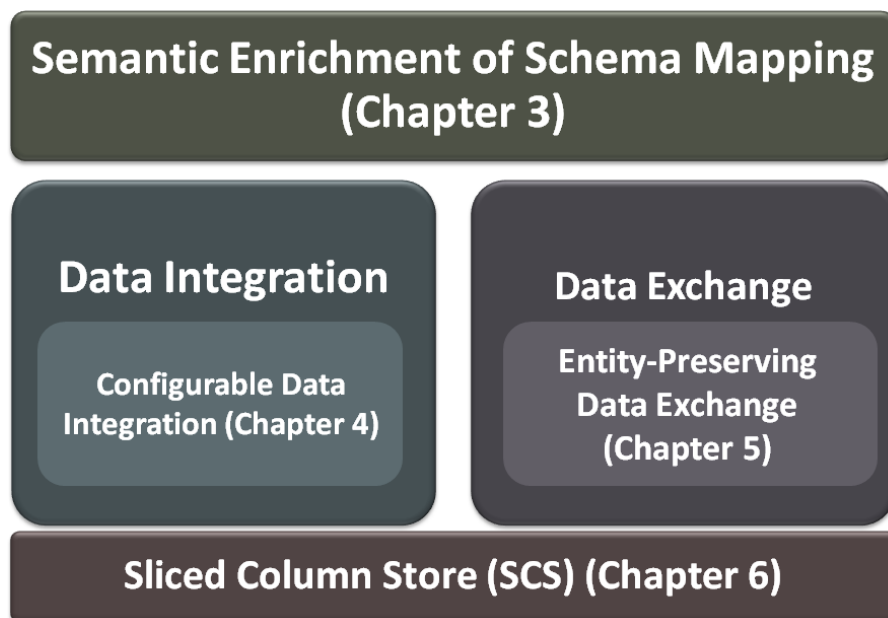 Semantic Enrichment of Schema Mapping
(Chapter 3)
Data Integration
Configurable Data
Integration (Chapter 4)
Data Exchange
Entity-Preserving
Data Exchange
(Chapter 5)
Sliced Column Store (SCS) (Chapter 6)